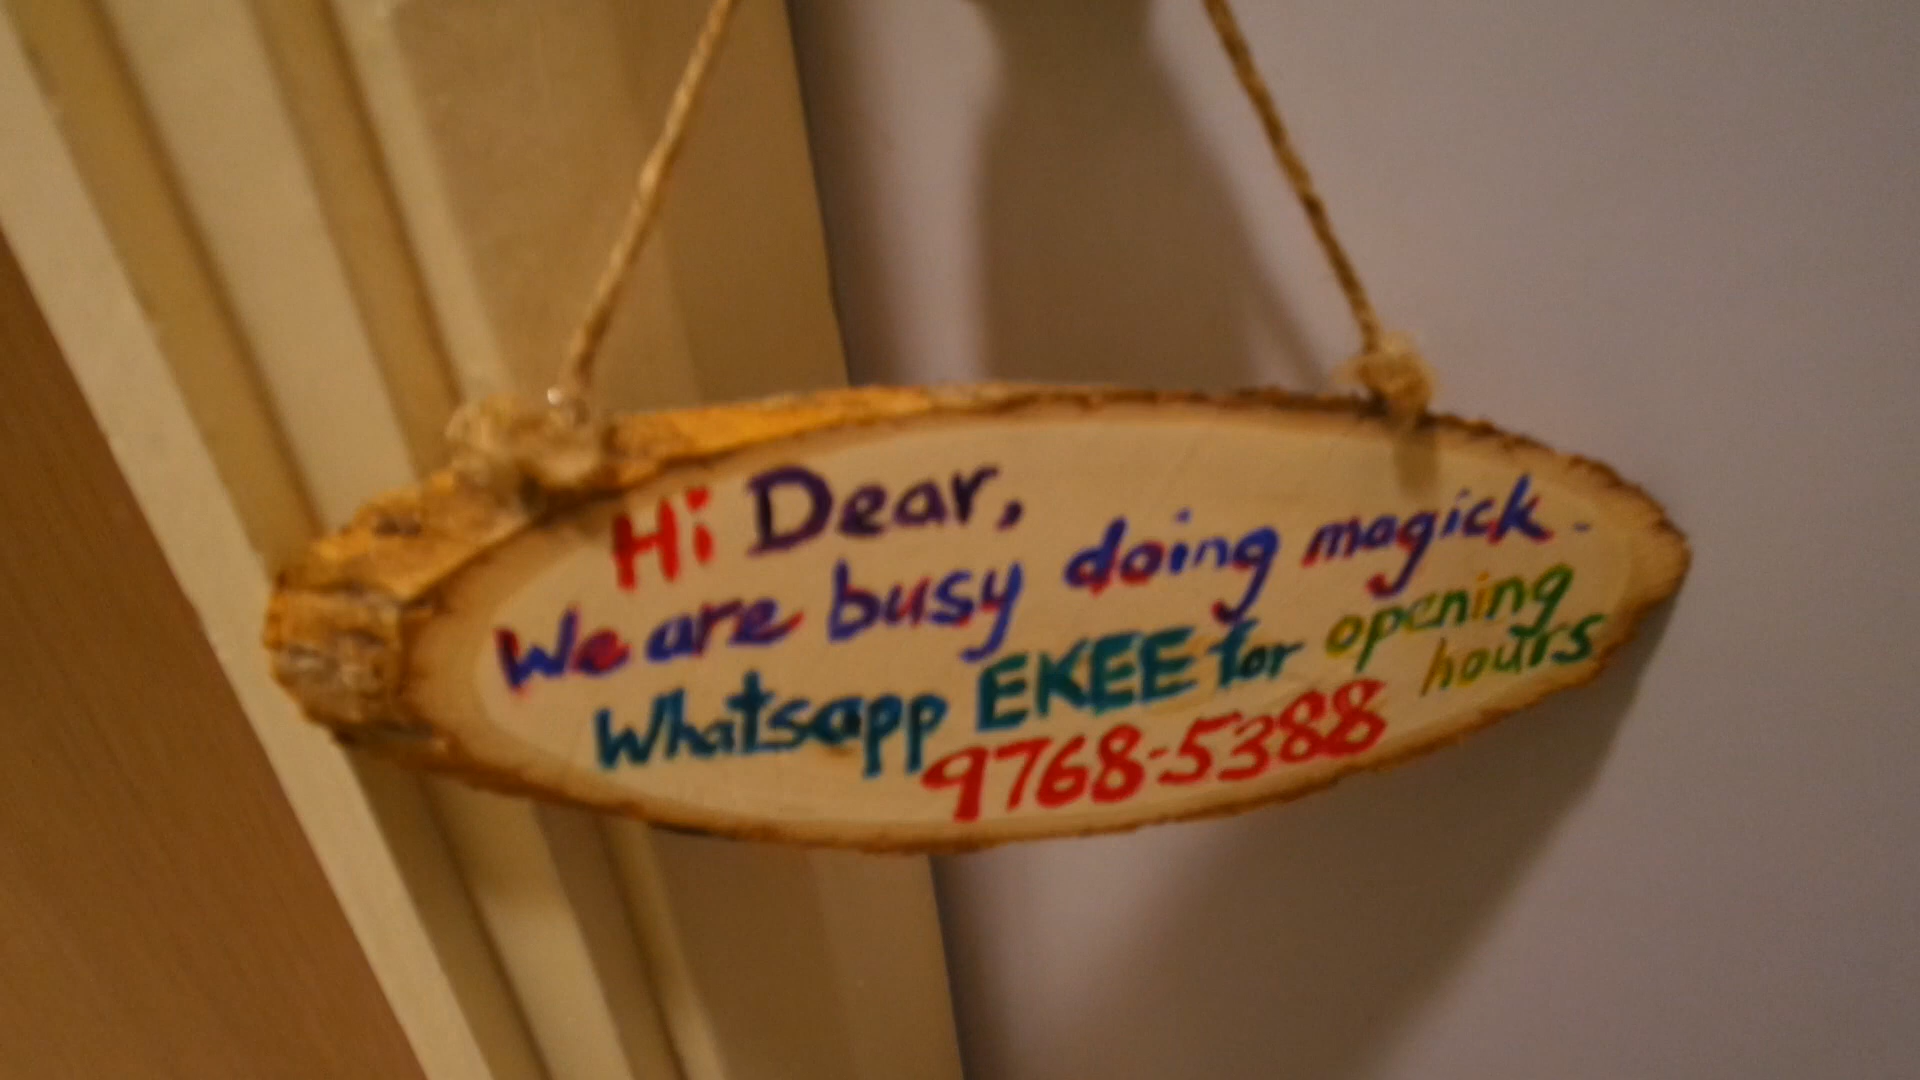 Hi Dear,
We are busy doing magick.
Whatsapp EKEE for opening
hours
9768-5388